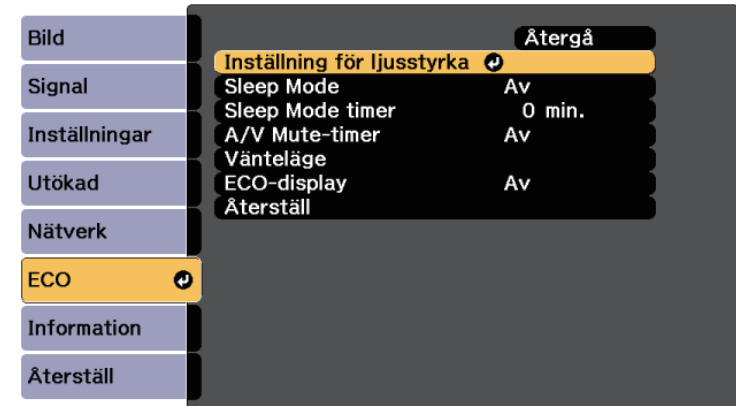 Bild
Signal
Inställningar
Utökad
Nätverk
ECO
Information
Återställ
Återgå
Inställning för ljusstyrka
Sleep Mode Av
Sleep Mode timer 0 min.
A/V Mute-timer Av
Vänteläge
ECO-display Av
Återställ